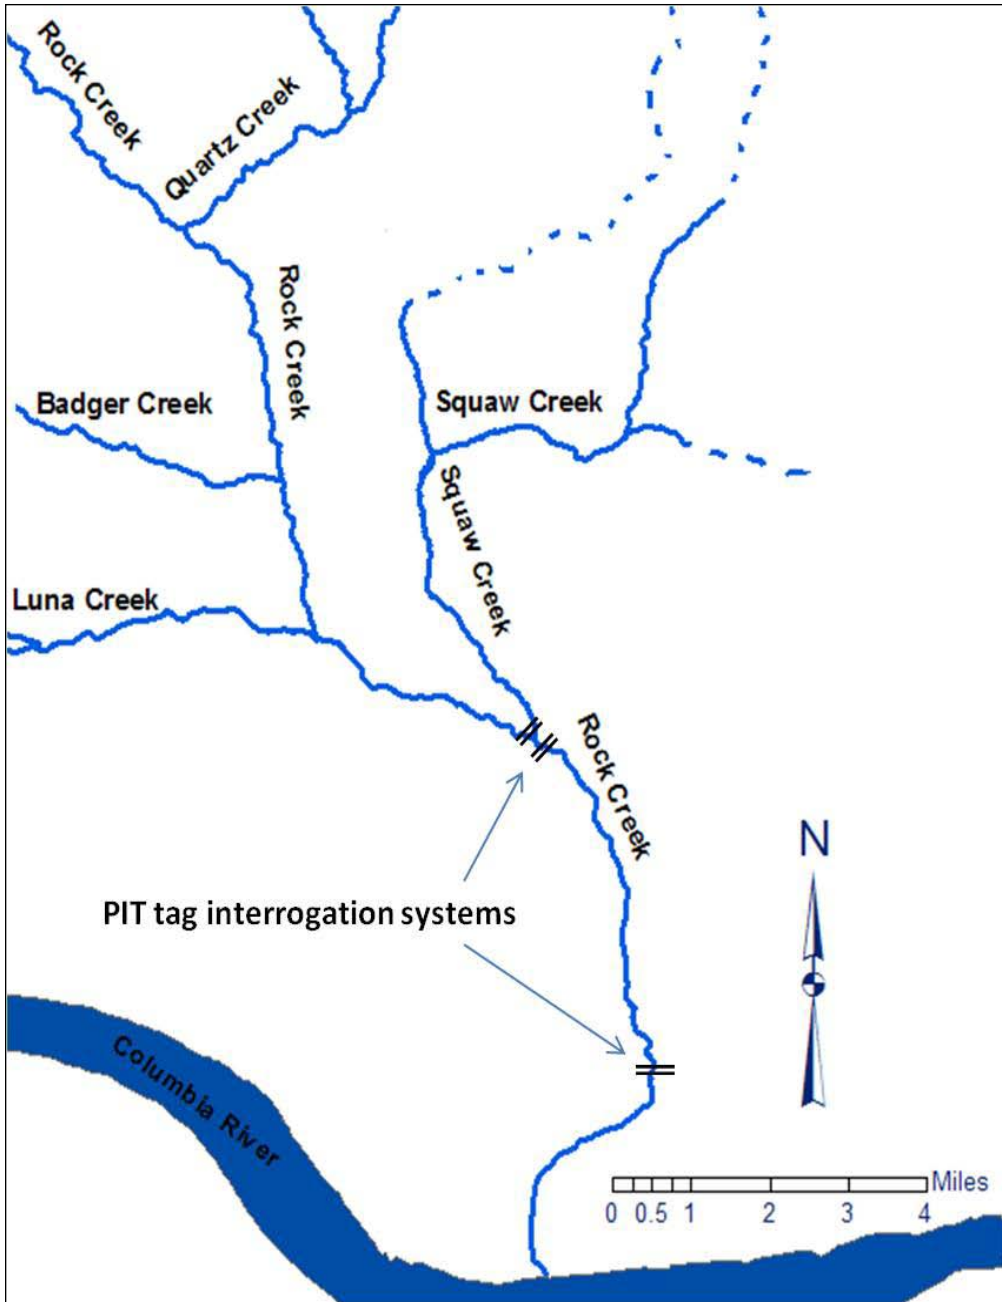 Rock Creek
Quartz Creek
Rock Creek
Badger Creek
Squaw Creek
Squaw Creek
Luna Creek
Rock Creek
N
PIT tag interrogation systems
Columbia River
Miles
0 0.5 1 2 3 4